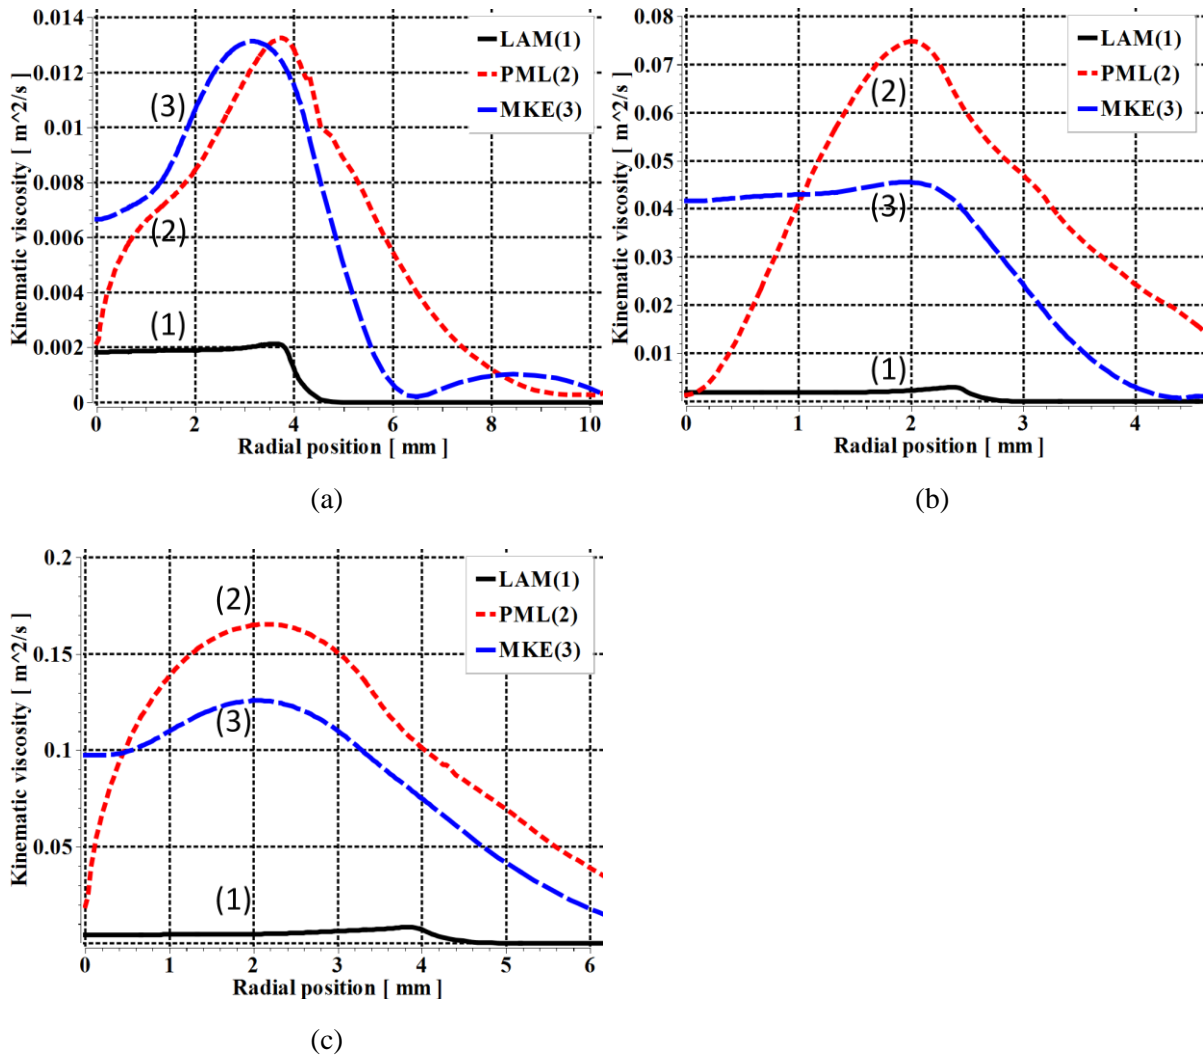 0.014
0.012
0.01
0.008
0.006
0.004
0.002
0
Kinematic viscosity [ m^2/s ]
LAM(1)
PML(2)
MKE(3)
(3)
(2)
(1)
0 2 4 6 8 10
Radial position [ mm ]
(a)
0.08
0.07
0.06
0.05
0.04
0.03
0.02
0.01
Kinematic viscosity [ m^2/s ]
LAM(1)
PML(2)
MKE(3)
(2)
(3)
(1)
0 1 2 3 4
Radial position [ mm ]
(b)
0.2
0.15
0.1
0.05
Kinematic viscosity [ m^2/s ]
LAM(1)
PML(2)
MKE(3)
(2)
(3)
(1)
0 1 2 3 4 5 6
Radial position [ mm ]
(c)